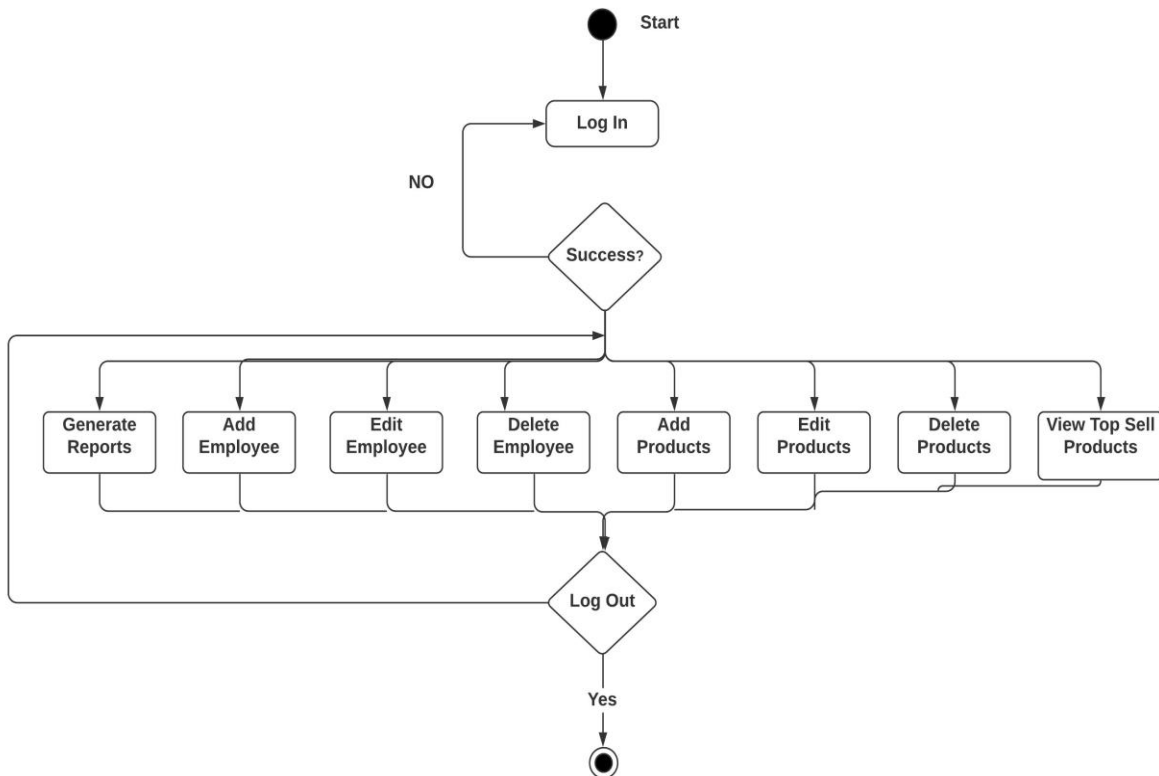 Start
Log In
NO
Success?
Generate
Reports
Add
Employee
Edit
Employee
Delete
Employee
Add
Products
Edit
Products
Delete
Products
View Top Sell
Products
Log Out
Yes